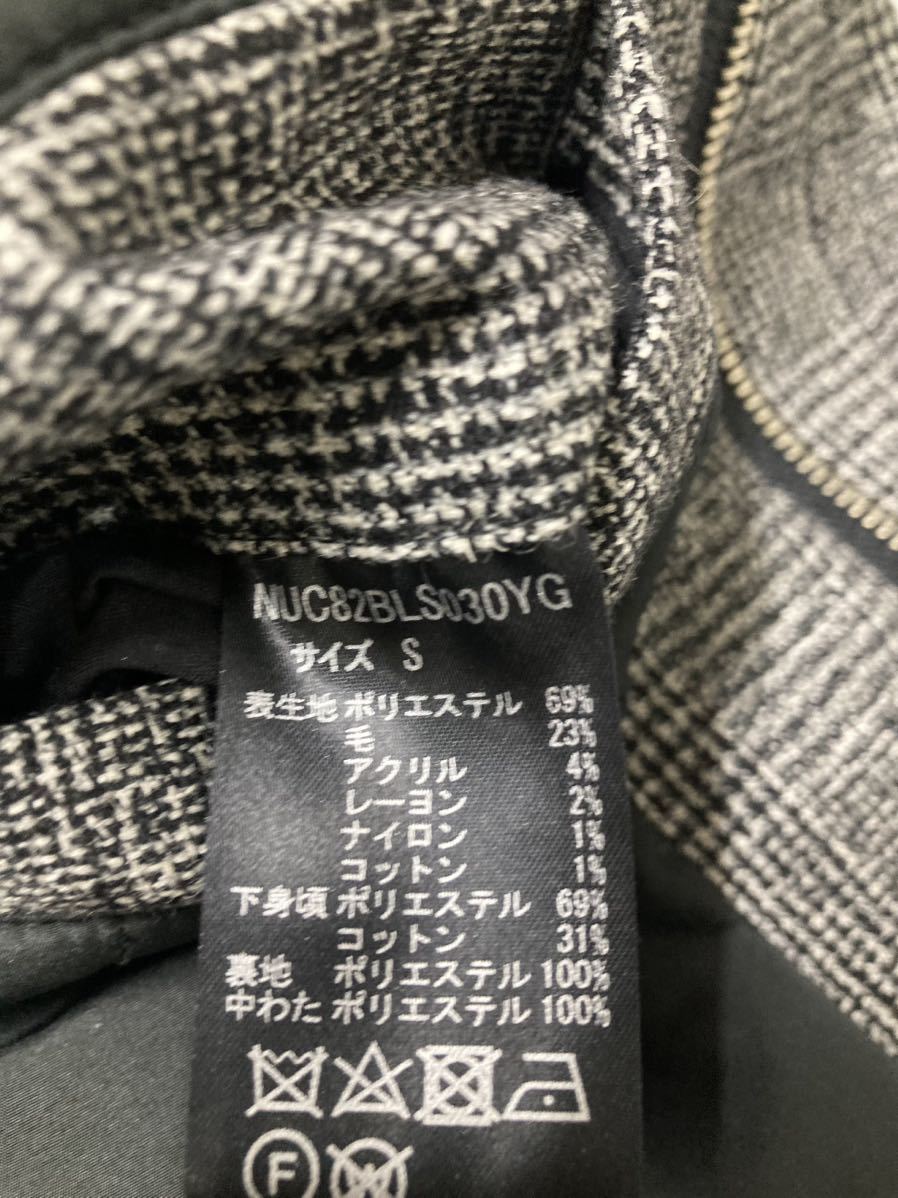 NUC82BLS030YG
サイズ S
表生地 ポリエステル 69%
毛 23%
アクリル 4%
レーヨン 2%
ナイロン 1%
コットン 1%
下身頃 ポリエステル 69%
コットン 31%
裏地 ポリエステル 100%
中わた ポリエステル 100%
F W